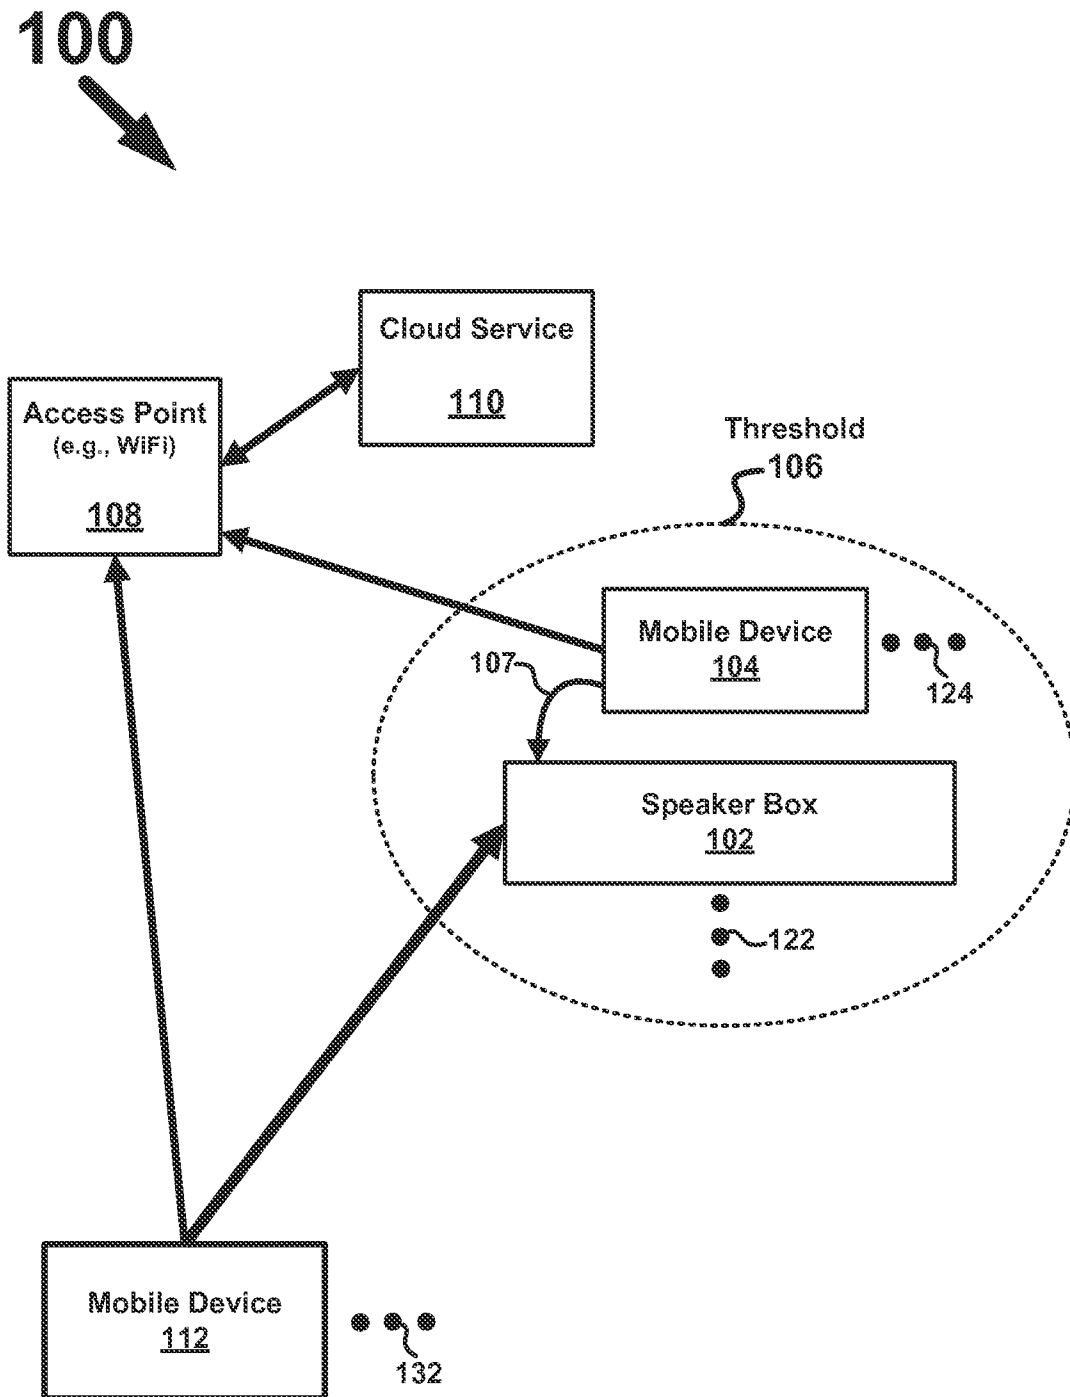 100
Cloud Service
110
Access Point
(e.g., WiFi)
108
Threshold
106
Mobile Device
104
124
107
Speaker Box
102
122
Mobile Device
112
132